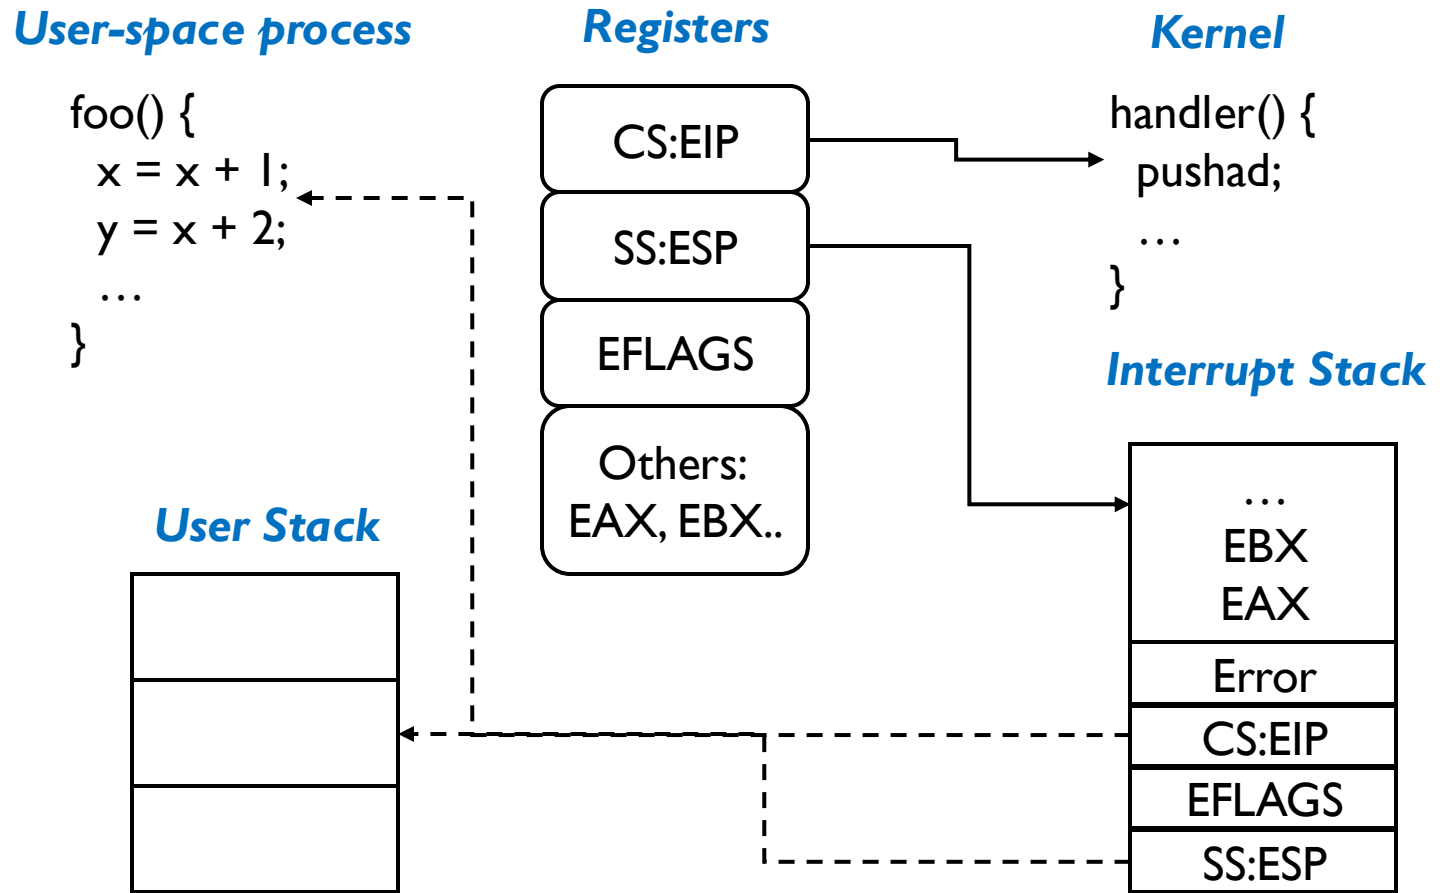 User-space process
foo() {
x = x + 1;
y = x + 2;
…
}
User Stack
Registers
CS:EIP
SS:ESP
EFLAGS
Others:
EAX, EBX..
Kernel
handler() {
pushad;
…
}
Interrupt Stack
…
EBX
EAX
Error
CS:EIP
EFLAGS
SS:ESP